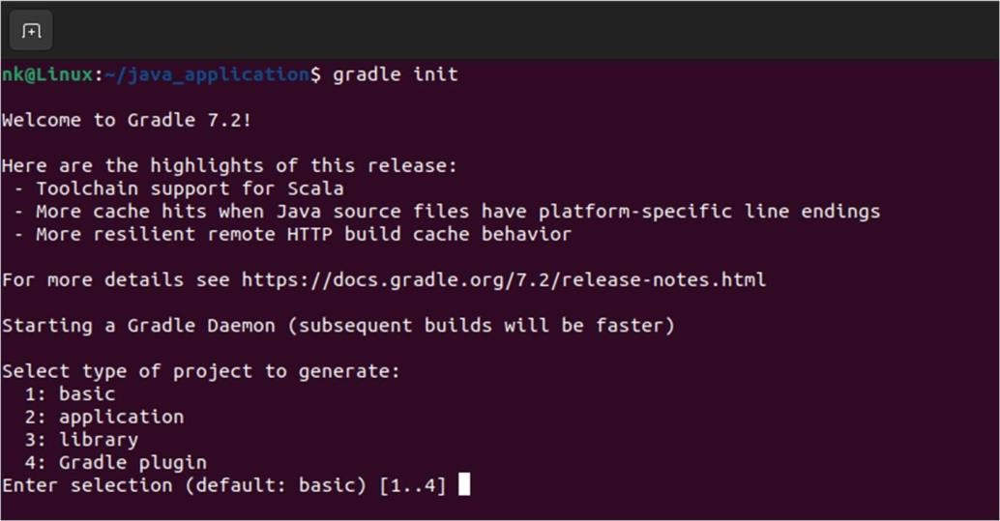 nk@Linux:~/java_application$ gradle init
Welcome to Gradle 7.2!
Here are the highlights of this release:
- Toolchain support for Scala
- More cache hits when Java source files have platform-specific line endings
- More resilient remote HTTP build cache behavior
For more details see https://docs.gradle.org/7.2/release-notes.html
Starting a Gradle Daemon (subsequent builds will be faster)
Select type of project to generate:
1: basic
2: application
3: library
4: Gradle plugin
Enter selection (default: basic) [1..4]